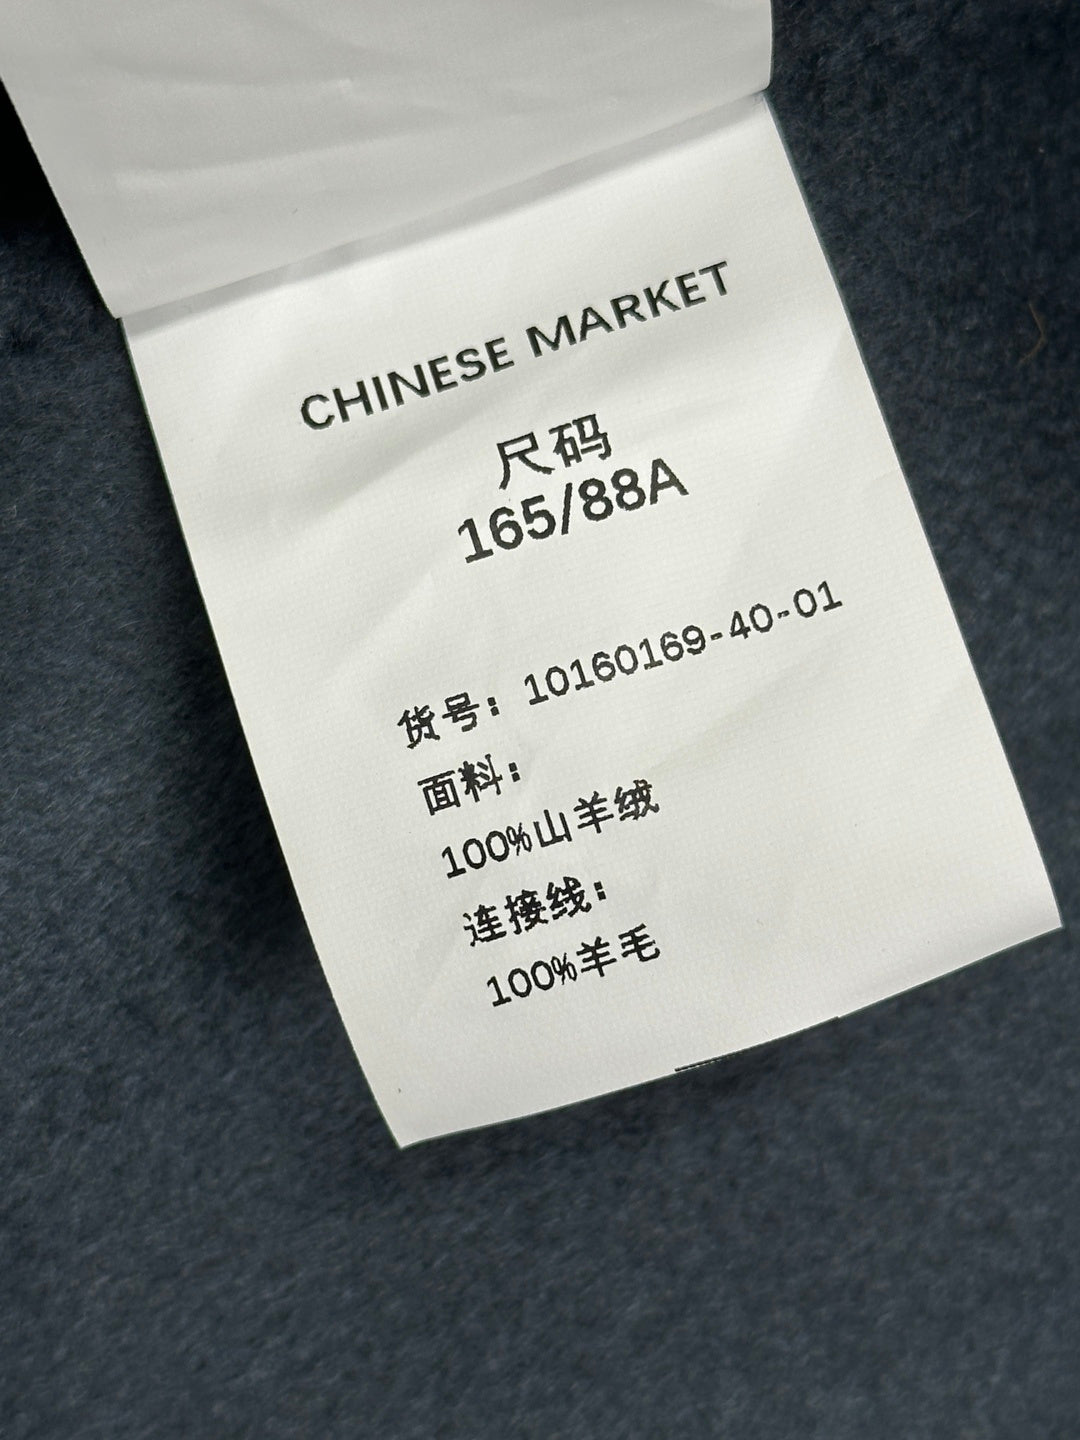 CHINESE MARKET
尺码
165/88A
货号：10160169-40-01
面料：
100%山羊绒
连接线：
100%羊毛